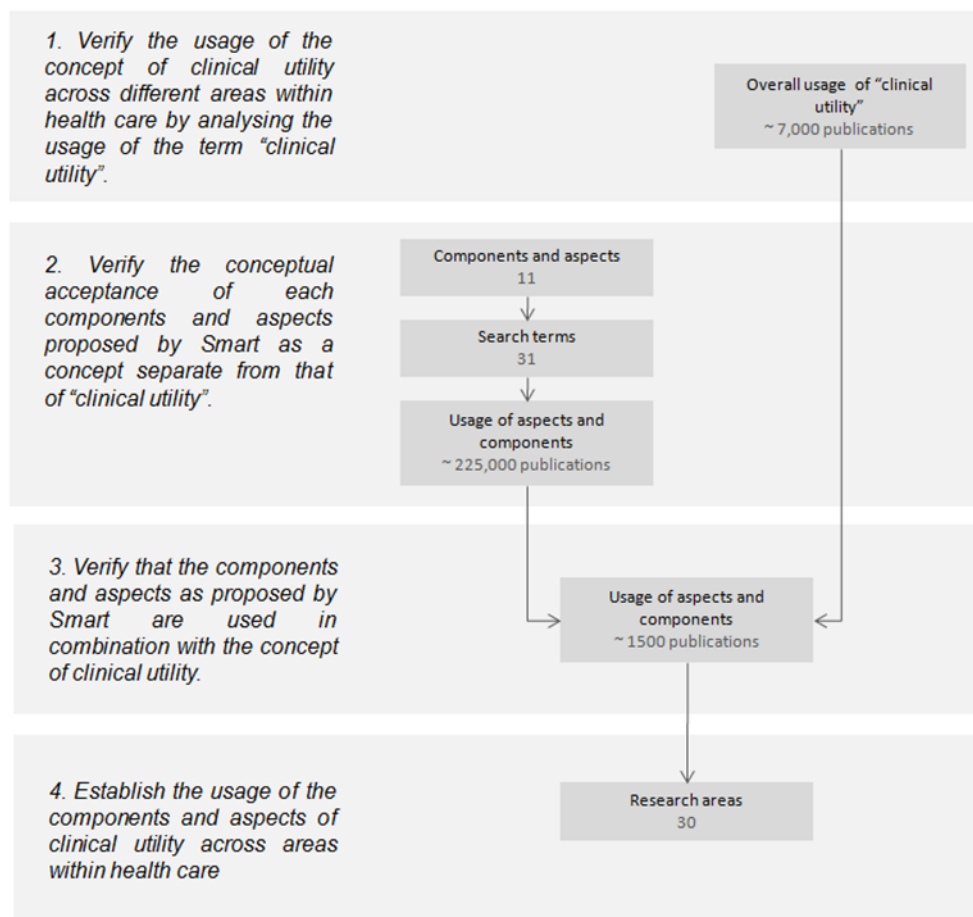 1. Verify the usage of the
concept of clinical utility
across different areas within
health care by analysing the
usage of the term “clinical
utility”.
Overall usage of “clinical
utility”
~ 7,000 publications
2. Verify the conceptual
acceptance of each
components and aspects
proposed by Smart as a
concept separate from that
of “clinical utility”.
Components and aspects
11
Search terms
31
Usage of aspects and
components
~ 225,000 publications
3. Verify that the components
and aspects as proposed by
Smart are used in
combination with the concept
of clinical utility.
Usage of aspects and
components
~ 1500 publications
4. Establish the usage of the
components and aspects of
clinical utility across areas
within health care
Research areas
30